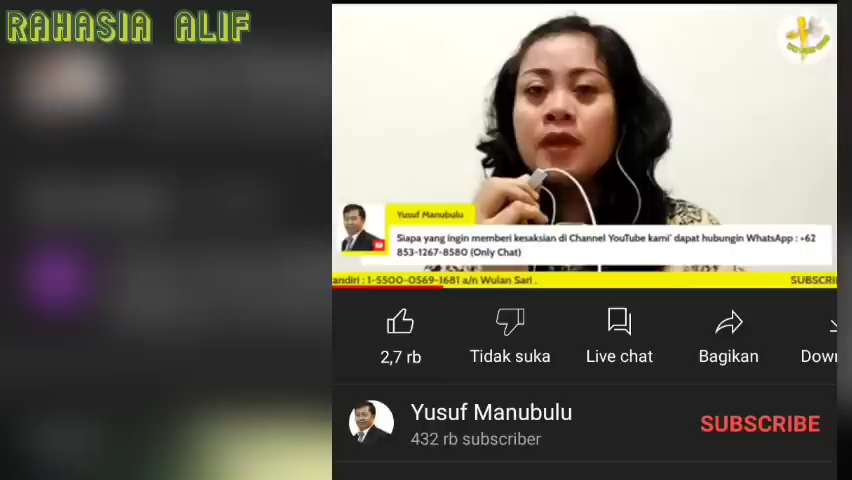 RAHASIA ALIF
Yusuf Manubulu
Siapa yang ingin memberi kesaksian di Channel YouTube kami' dapat hubungin WhatsApp : +62
853-1267-8580 (Only Chat)
andiri : 1-5500-0569-1681 a/n Wulan Sari .
SUBSCRI
2,7 rb
Tidak suka
Live chat
Bagikan
Down
Yusuf Manubulu
432 rb subscriber
SUBSCRIBE